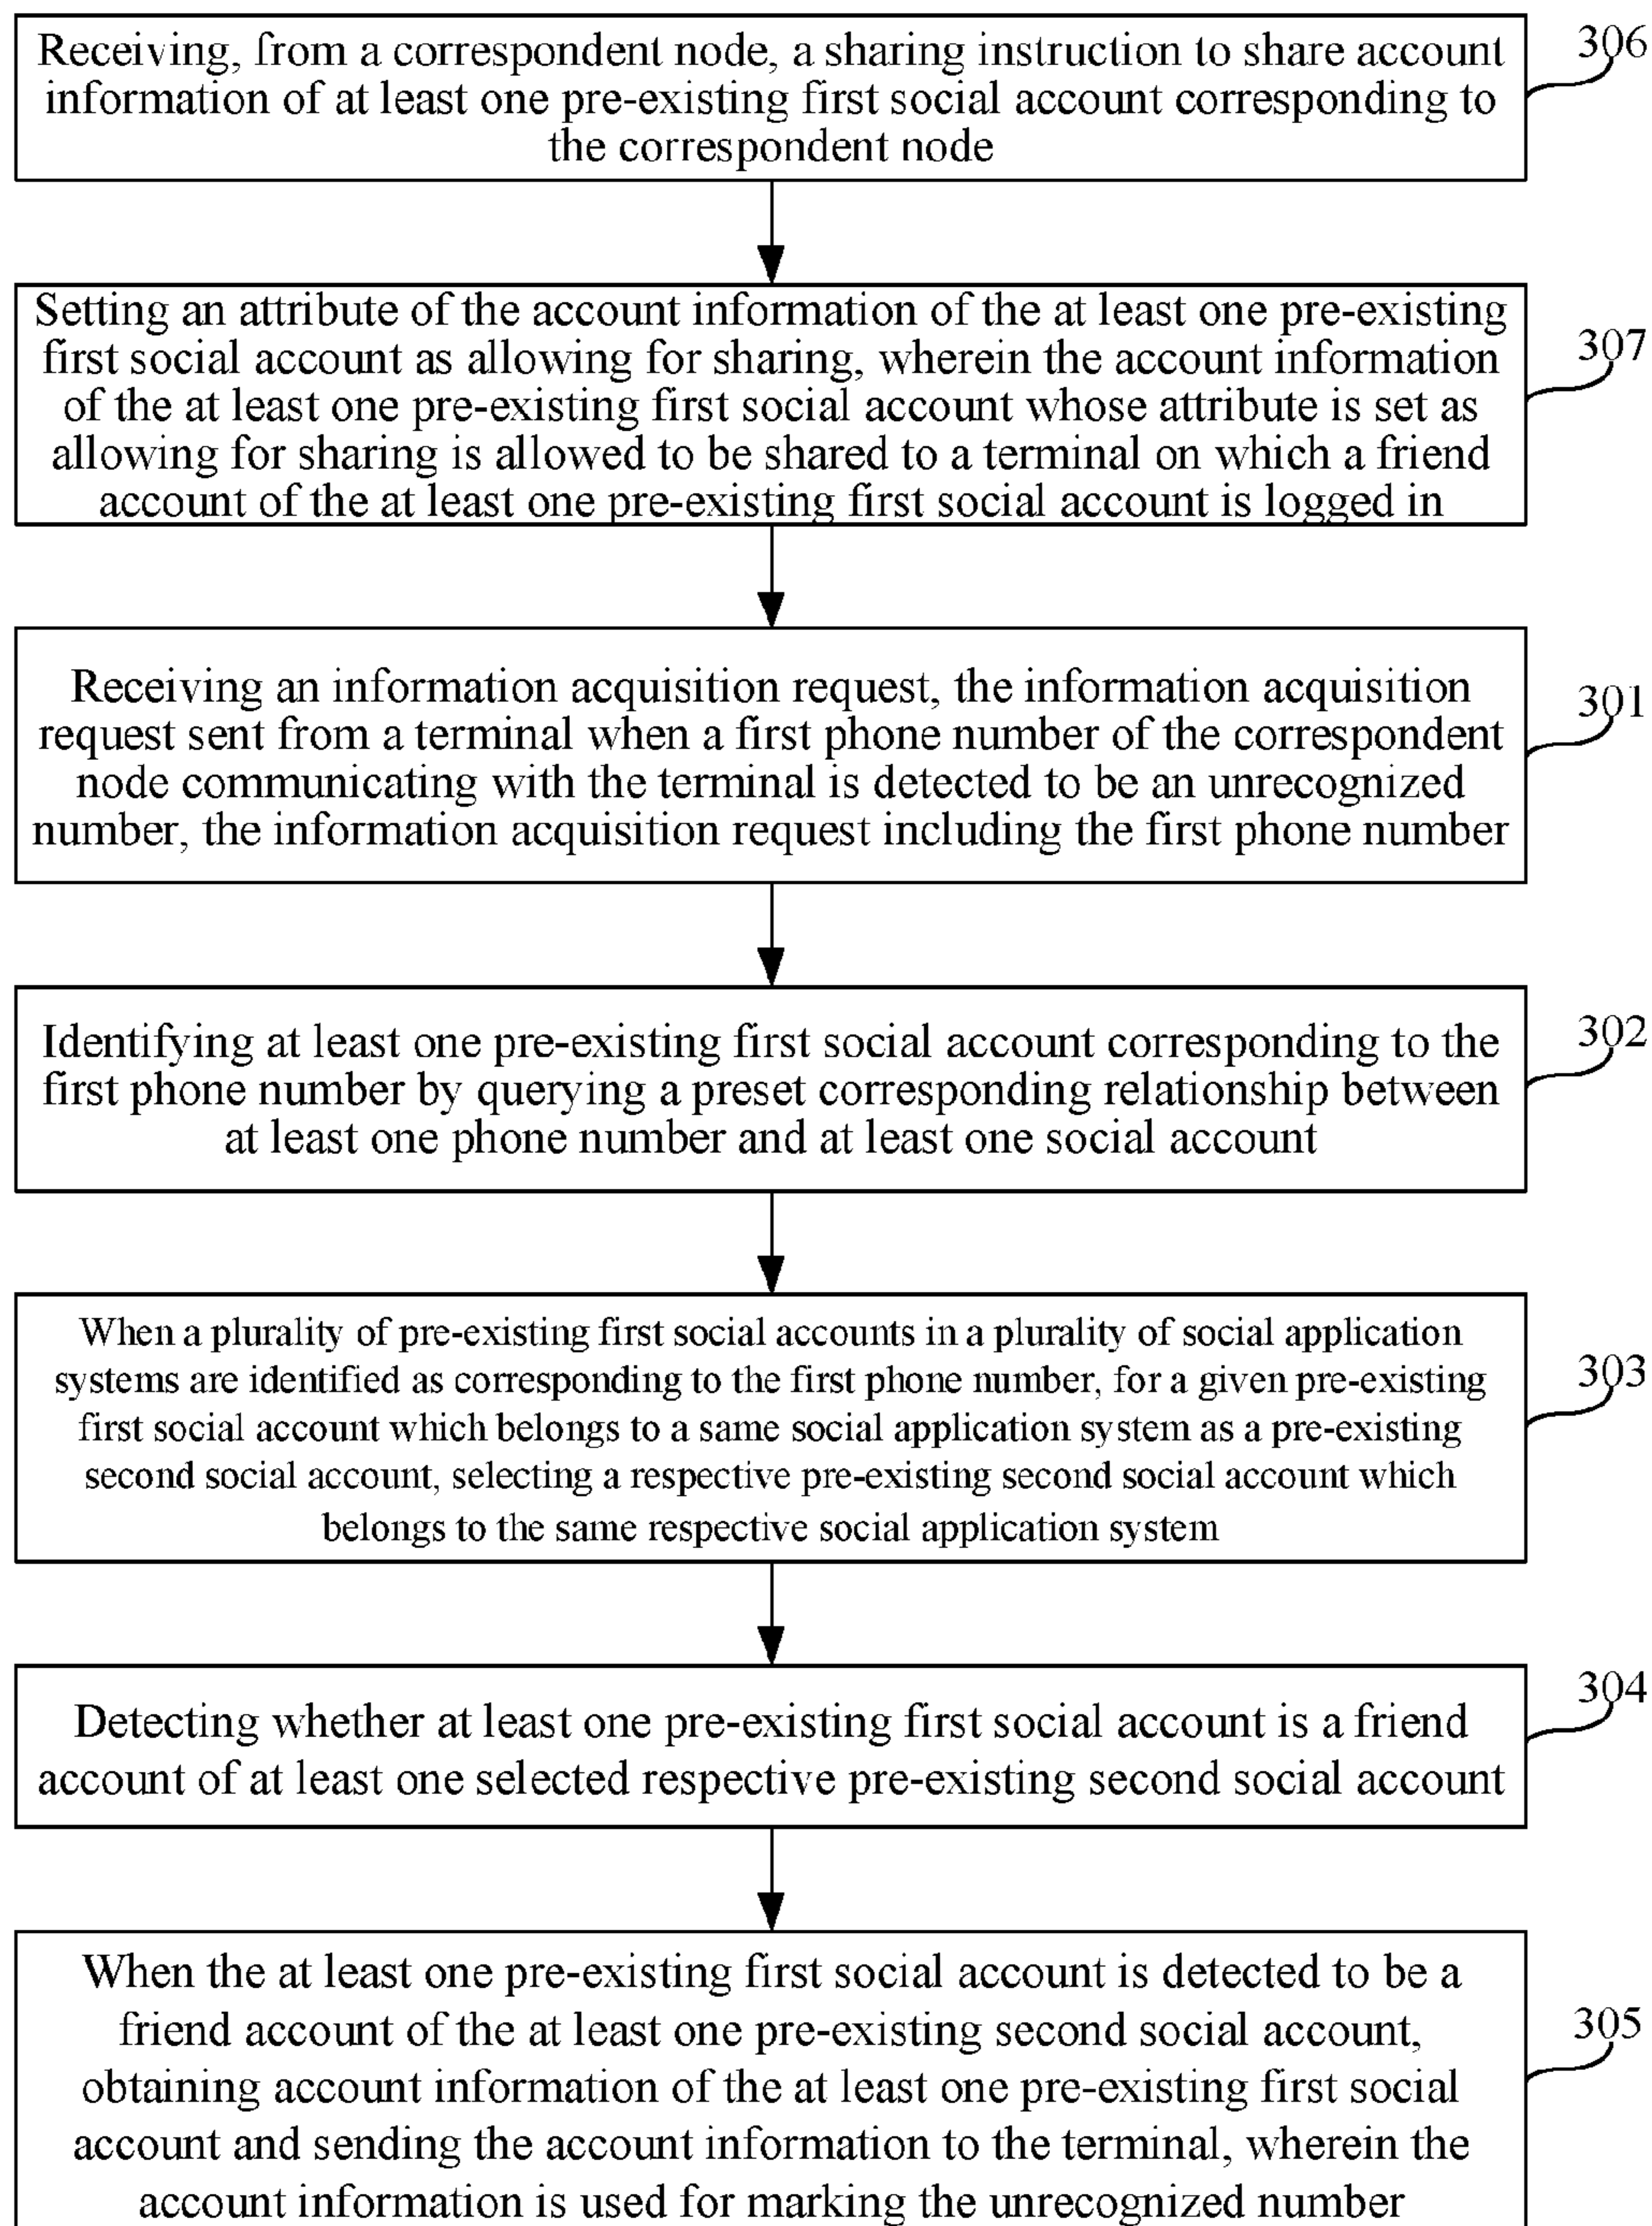 Receiving, from a correspondent node, a sharing instruction to share account
information of at least one pre-existing first social account corresponding to
the correspondent node
306
Setting an attribute of the account information of the at least one pre-existing
first social account as allowing for sharing, wherein the account information
of the at least one pre-existing first social account whose attribute is set as
allowing for sharing is allowed to be shared to a terminal on which a friend
account of the at least one pre-existing first social account is logged in
307
Receiving an information acquisition request, the information acquisition
request sent from a terminal when a first phone number of the correspondent
node communicating with the terminal is detected to be an unrecognized
number, the information acquisition request including the first phone number
301
Identifying at least one pre-existing first social account corresponding to the
first phone number by querying a preset corresponding relationship between
at least one phone number and at least one social account
302
When a plurality of pre-existing first social accounts in a plurality of social application
systems are identified as corresponding to the first phone number, for a given pre-existing
first social account which belongs to a same social application system as a pre-existing
second social account, selecting a respective pre-existing second social account which
belongs to the same respective social application system
303
Detecting whether at least one pre-existing first social account is a friend
account of at least one selected respective pre-existing second social account
304
When the at least one pre-existing first social account is detected to be a
friend account of the at least one pre-existing second social account,
obtaining account information of the at least one pre-existing first social
account and sending the account information to the terminal, wherein the
account information is used for marking the unrecognized number
305